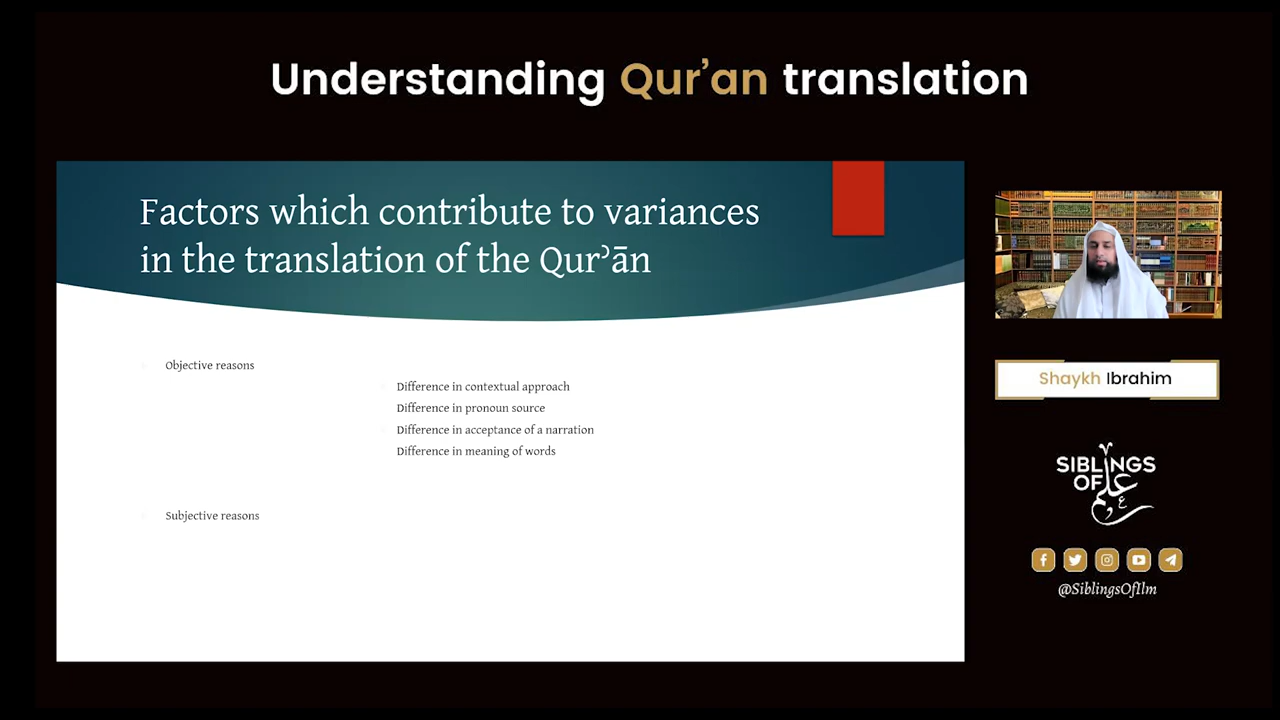 Understanding Qur’an translation
Factors which contribute to variances
in the translation of the Qurʾān
Objective reasons
Difference in contextual approach
Difference in pronoun source
Difference in acceptance of a narration
Difference in meaning of words
Subjective reasons
Shaykh Ibrahim
SIBLINGS
OF علم
@SiblingsOfIlm